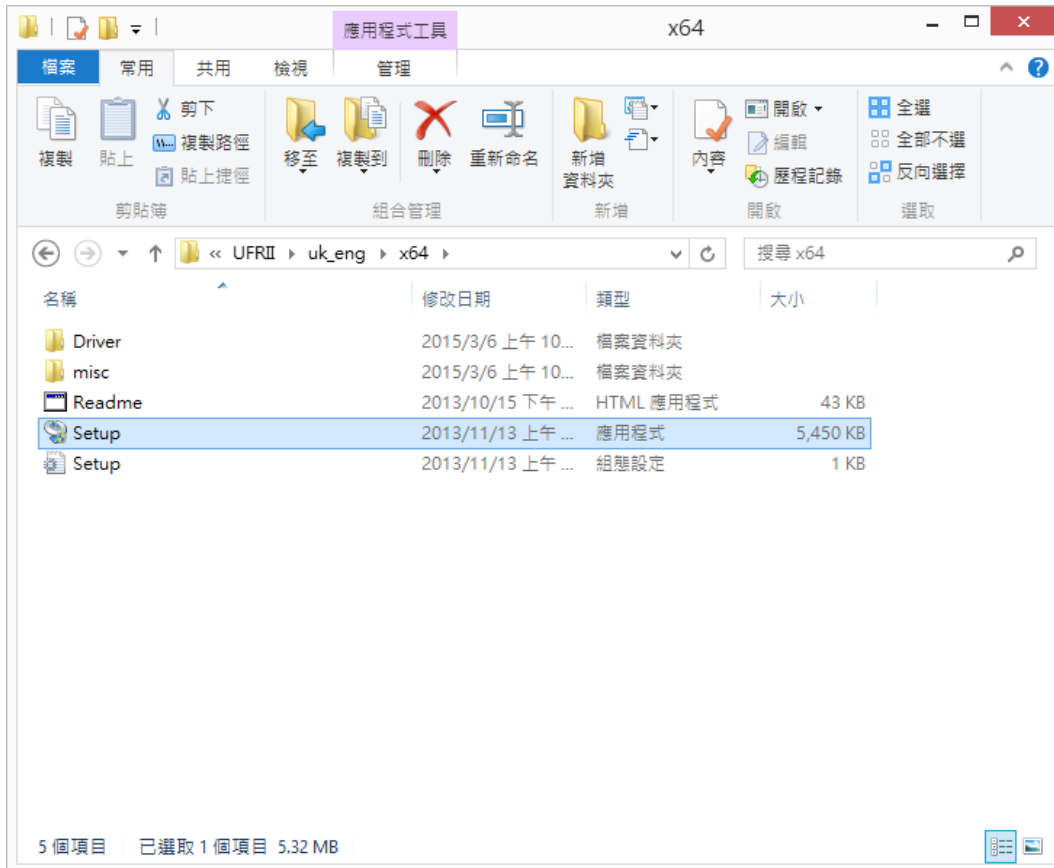 應用程式工具 x64
檔案 常用 共用 檢視 管理
複製 貼上 剪下 複製路徑 貼上捷徑 移至 複製到 刪除 重新命名 新增資料夾 內容 開啟 編輯 歷程記錄 全選 全部不選 反向選擇
剪貼簿 組合管理 新增 開啟 選取
« UFRII uk_eng x64 搜尋 x64
名稱 修改日期 類型 大小
Driver 2015/3/6 上午 10... 檔案資料夾
misc 2015/3/6 上午 10... 檔案資料夾
Readme 2013/10/15 下午 ... HTML 應用程式 43 KB
Setup 2013/11/13 上午 ... 應用程式 5,450 KB
Setup 2013/11/13 上午 ... 組態設定 1 KB
5 個項目 已選取 1 個項目 5.32 MB